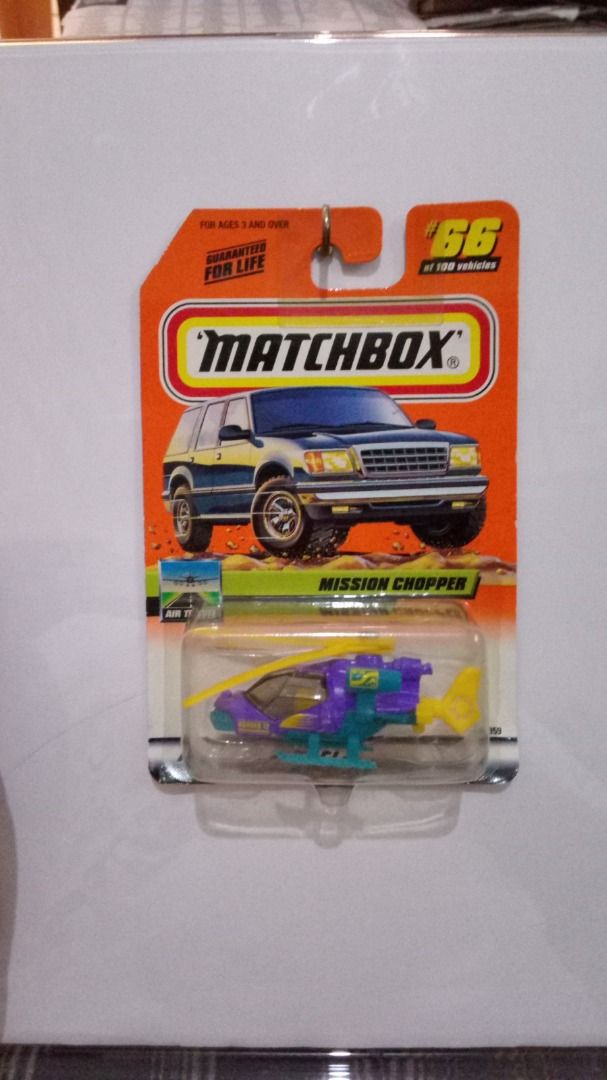 FOR AGES 3 AND OVER
GUARANTEED
FOR LIFE
#66
of 100 vehicles
'MATCHBOX'®
MISSION CHOPPER
AIR